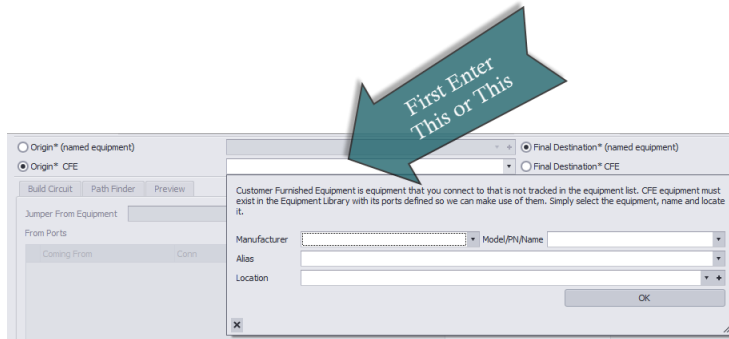 First Enter
This or This
Origin* (named equipment)
Final Destination* (named equipment)
Origin* CFE
Final Destination* CFE
Build Circuit Path Finder Preview
Jumper From Equipment
From Ports
Coming From Conn
Customer Furnished Equipment is equipment that you connect to that is not tracked in the equipment list. CFE equipment must
exist in the Equipment Library with its ports defined so we can make use of them. Simply select the equipment, name and locate
it.
Manufacturer Model/PN/Name
Alias
Location
OK